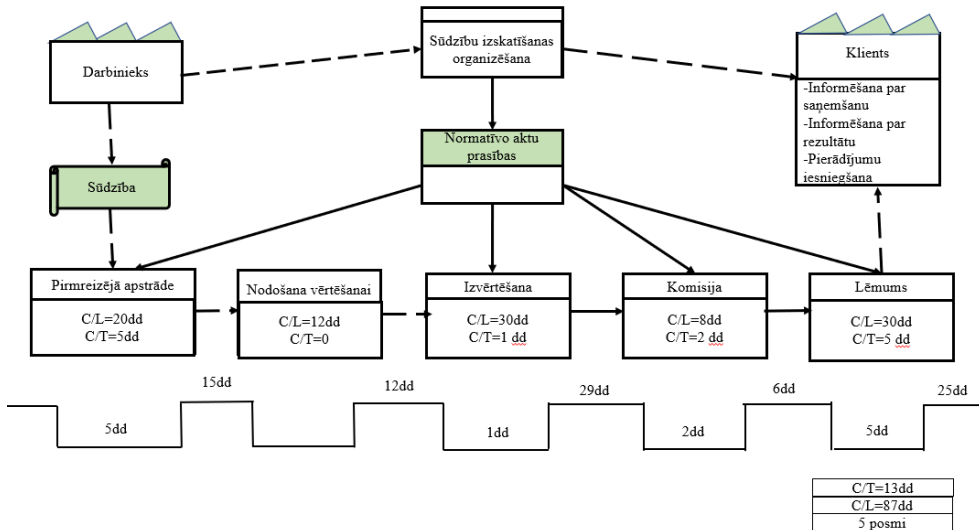 Darbinieks
Sūdzību izskatīšanas
organizēšana
Klients
-Informēšana par
saņemšanu
-Informēšana par
rezultātu
-Pierādījumu
iesniegšana
Normatīvo aktu
prasības
Sūdzība
Pirmreizējā apstrāde
C/L=20dd
C/T=5dd
Nodošana vērtēšanai
C/L=12dd
C/T=0
Izvērtēšana
C/L=30dd
C/T=1 dd
Komisija
C/L=8dd
C/T=2 dd
Lēmums
C/L=30dd
C/T=5 dd
15dd
12dd
29dd
6dd
25dd
5dd
1dd
2dd
5dd
C/T=13dd
C/L=87dd
5 posmi